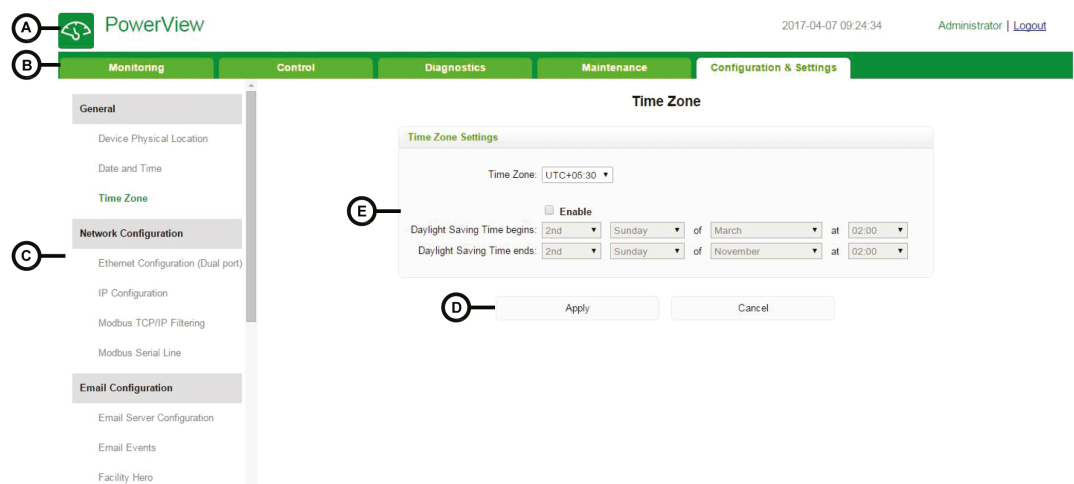 A PowerView 2017-04-07 09:24:34 Administrator | Logout
B Monitoring Control Diagnostics Maintenance Configuration & Settings
General
Device Physical Location
Date and Time
Time Zone
Network Configuration
C Ethernet Configuration (Dual port)
IP Configuration
Modbus TCP/IP Filtering
Modbus Serial Line
Email Configuration
Email Server Configuration
Email Events
Facility Hero
Time Zone
Time Zone Settings
Time Zone: UTC+05:30
E Enable
Daylight Saving Time begins: 2nd Sunday of March at 02:00
Daylight Saving Time ends: 2nd Sunday of November at 02:00
D Apply Cancel